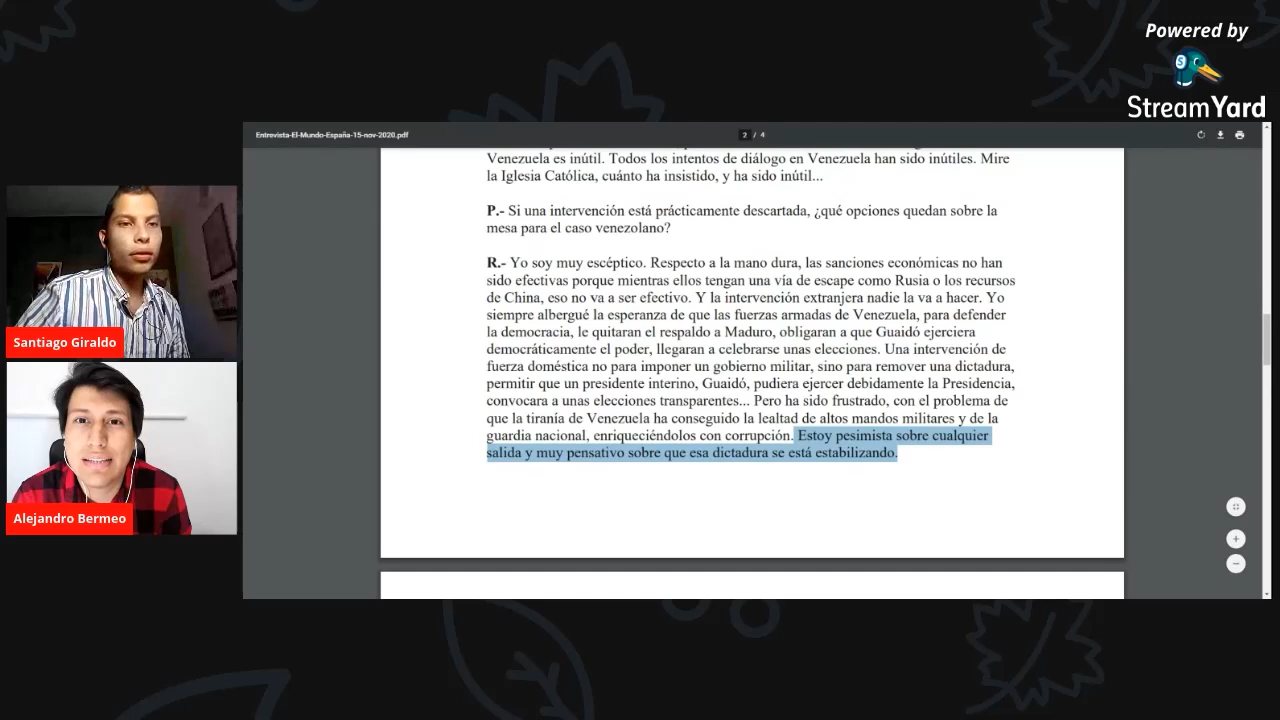 Powered by
StreamYard
Entrevista-El-Mundo-España-15-nov-2020.pdf
2 / 4
Venezuela es inútil. Todos los intentos de diálogo en Venezuela han sido inútiles. Mire
la Iglesia Católica, cuánto ha insistido, y ha sido inútil...
P.- Si una intervención está prácticamente descartada, ¿qué opciones quedan sobre la
mesa para el caso venezolano?
R.- Yo soy muy escéptico. Respecto a la mano dura, las sanciones económicas no han
sido efectivas porque mientras ellos tengan una vía de escape como Rusia o los recursos
de China, eso no va a ser efectivo. Y la intervención extranjera nadie la va a hacer. Yo
siempre albergué la esperanza de que las fuerzas armadas de Venezuela, para defender
la democracia, le quitaran el respaldo a Maduro, obligaran a que Guaidó ejerciera
democráticamente el poder, llegaran a celebrarse unas elecciones. Una intervención de
fuerza doméstica no para imponer un gobierno militar, sino para remover una dictadura,
permitir que un presidente interino, Guaidó, pudiera ejercer debidamente la Presidencia,
convocara a unas elecciones transparentes... Pero ha sido frustrado, con el problema de
que la tiranía de Venezuela ha conseguido la lealtad de altos mandos militares y de la
guardia nacional, enriqueciéndolos con corrupción. Estoy pesimista sobre cualquier
salida y muy pensativo sobre que esa dictadura se está estabilizando.
Santiago Giraldo
Alejandro Bermeo